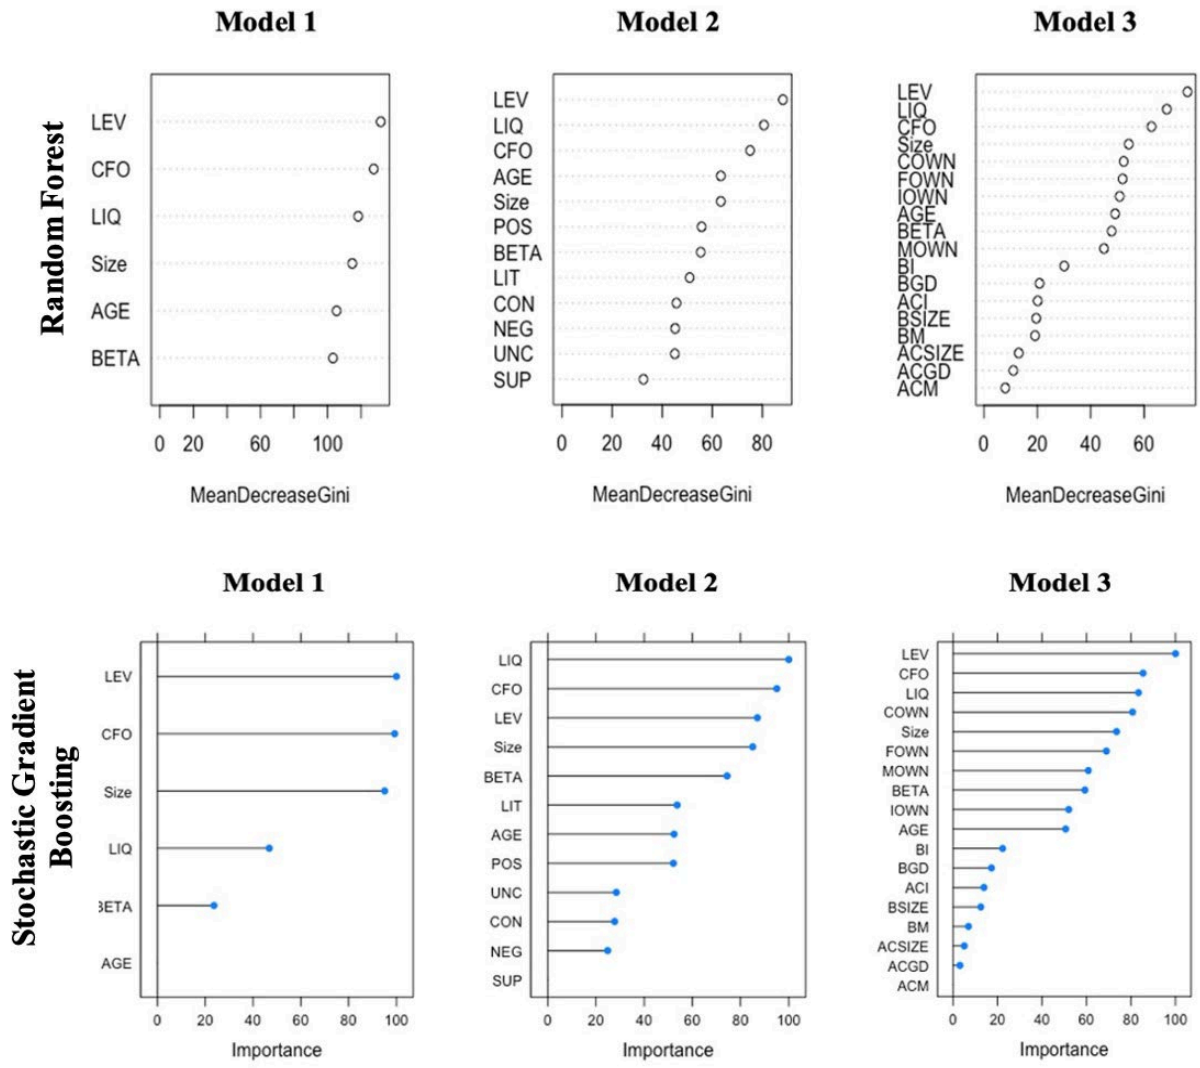 Model 1
Model 2
Model 3
Random Forest
LEV
CFO
LIQ
Size
AGE
BETA
0 20 60 100
MeanDecreaseGini
LEV
LIQ
CFO
AGE
Size
POS
BETA
LIT
CON
NEG
UNC
SUP
0 20 40 60 80
MeanDecreaseGini
LEV
LIQ
CFO
Size
COWN
FOWN
IOWN
AGE
BETA
MOWN
BI
BGD
ACI
BSIZE
BM
ACSIZE
ACGD
ACM
0 20 40 60
MeanDecreaseGini
Model 1
Model 2
Model 3
Stochastic Gradient
Boosting
LEV
CFO
Size
LIQ
BETA
AGE
0 20 40 60 80 100
Importance
LIQ
CFO
LEV
Size
BETA
LIT
AGE
POS
UNC
CON
NEG
SUP
0 20 40 60 80 100
Importance
LEV
CFO
LIQ
COWN
Size
FOWN
MOWN
BETA
IOWN
AGE
BI
BGD
ACI
BSIZE
BM
ACSIZE
ACGD
ACM
0 20 40 60 80 100
Importance